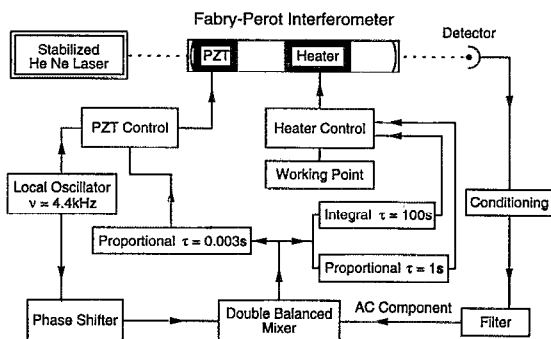 Fabry-Perot Interferometer
Detector
Stabilized
He Ne Laser
PZT
Heater
PZT Control
Heater Control
Working Point
Local Oscillator
ν = 4.4kHz
Integral τ = 100s
Conditioning
Proportional τ = 0.003s
Proportional τ = 1s
AC Component
Phase Shifter
Double Balanced
Mixer
Filter